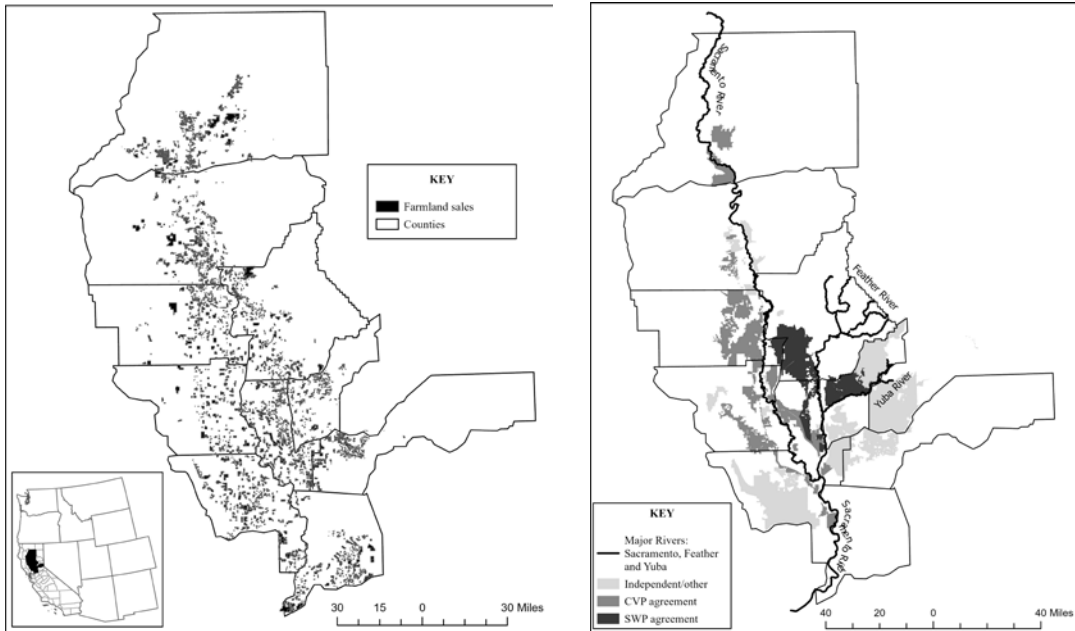 KEY
Farmland sales
Counties
30 15 0 30 Miles
Sacramento River
Feather River
Yuba River
Sacramento River
KEY
Major Rivers:
Sacramento, Feather
and Yuba
Independent/other
CVP agreement
SWP agreement
40 20 0 40 Miles